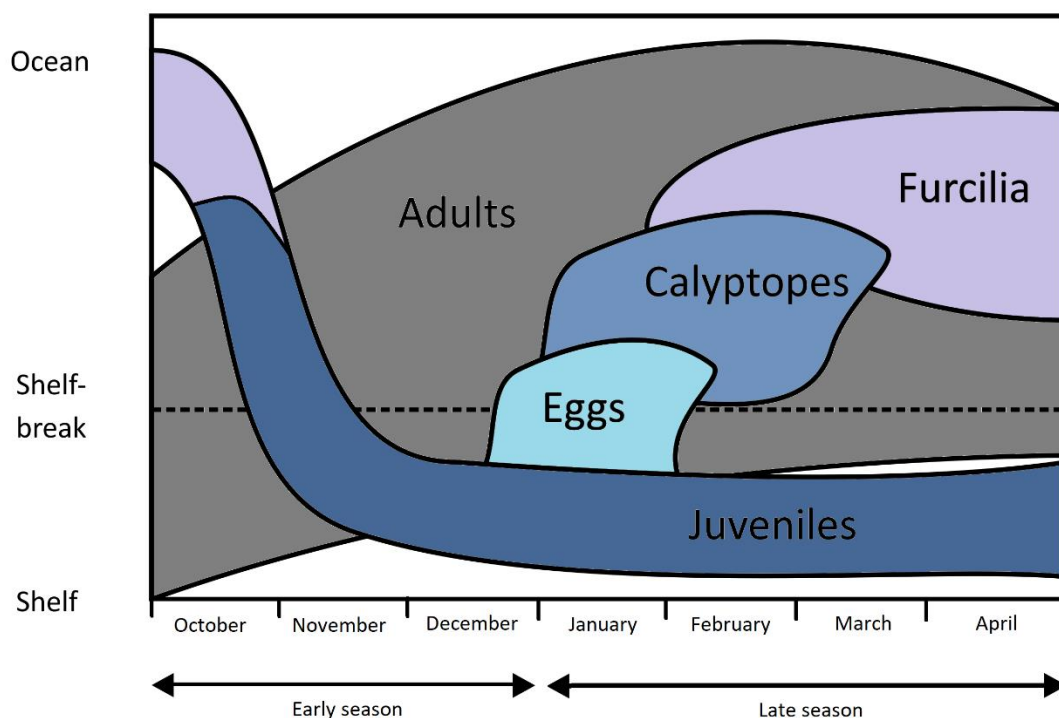 Ocean
Adults
Furcilia
Calyptopes
Shelf-
break
Eggs
Juveniles
Shelf
October November December January February March April
Early season Late season